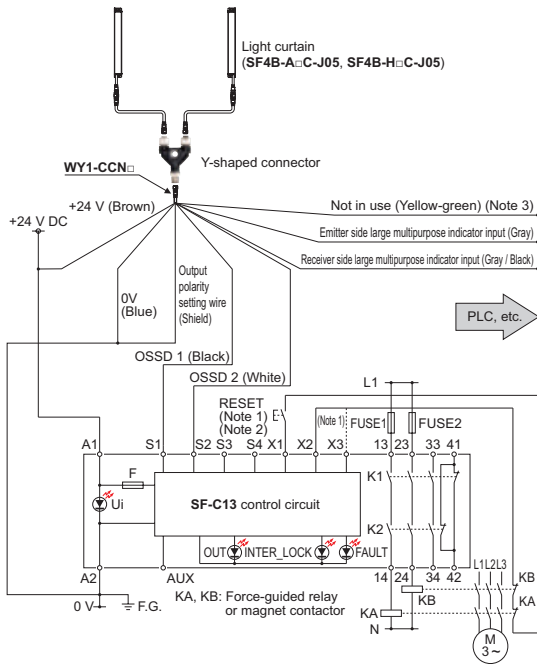 Light curtain
(SF4B-A□C-J05, SF4B-H□C-J05)
Y-shaped connector
WY1-CCN□
+24 V (Brown)
+24 V DC
Not in use (Yellow-green) (Note 3)
Emitter side large multipurpose indicator input (Gray)
Receiver side large multipurpose indicator input (Gray / Black)
0V
(Blue)
Output
polarity
setting wire
(Shield)
PLC, etc.
OSSD 1 (Black)
OSSD 2 (White)
RESET
(Note 1)
(Note 2)
(Note 1)
L1
FUSE1
FUSE2
A1 S1 S2 S3 S4 X1 X2 X3 13 23 33 41
F
Ui
SF-C13 control circuit
K1
K2
OUT INTER_LOCK FAULT
A2 AUX 14 24 34 42
KA, KB: Force-guided relay
or magnet contactor
0 V
F.G.
KA
KB
N
L1 L2 L3
KB
KA
M
3~